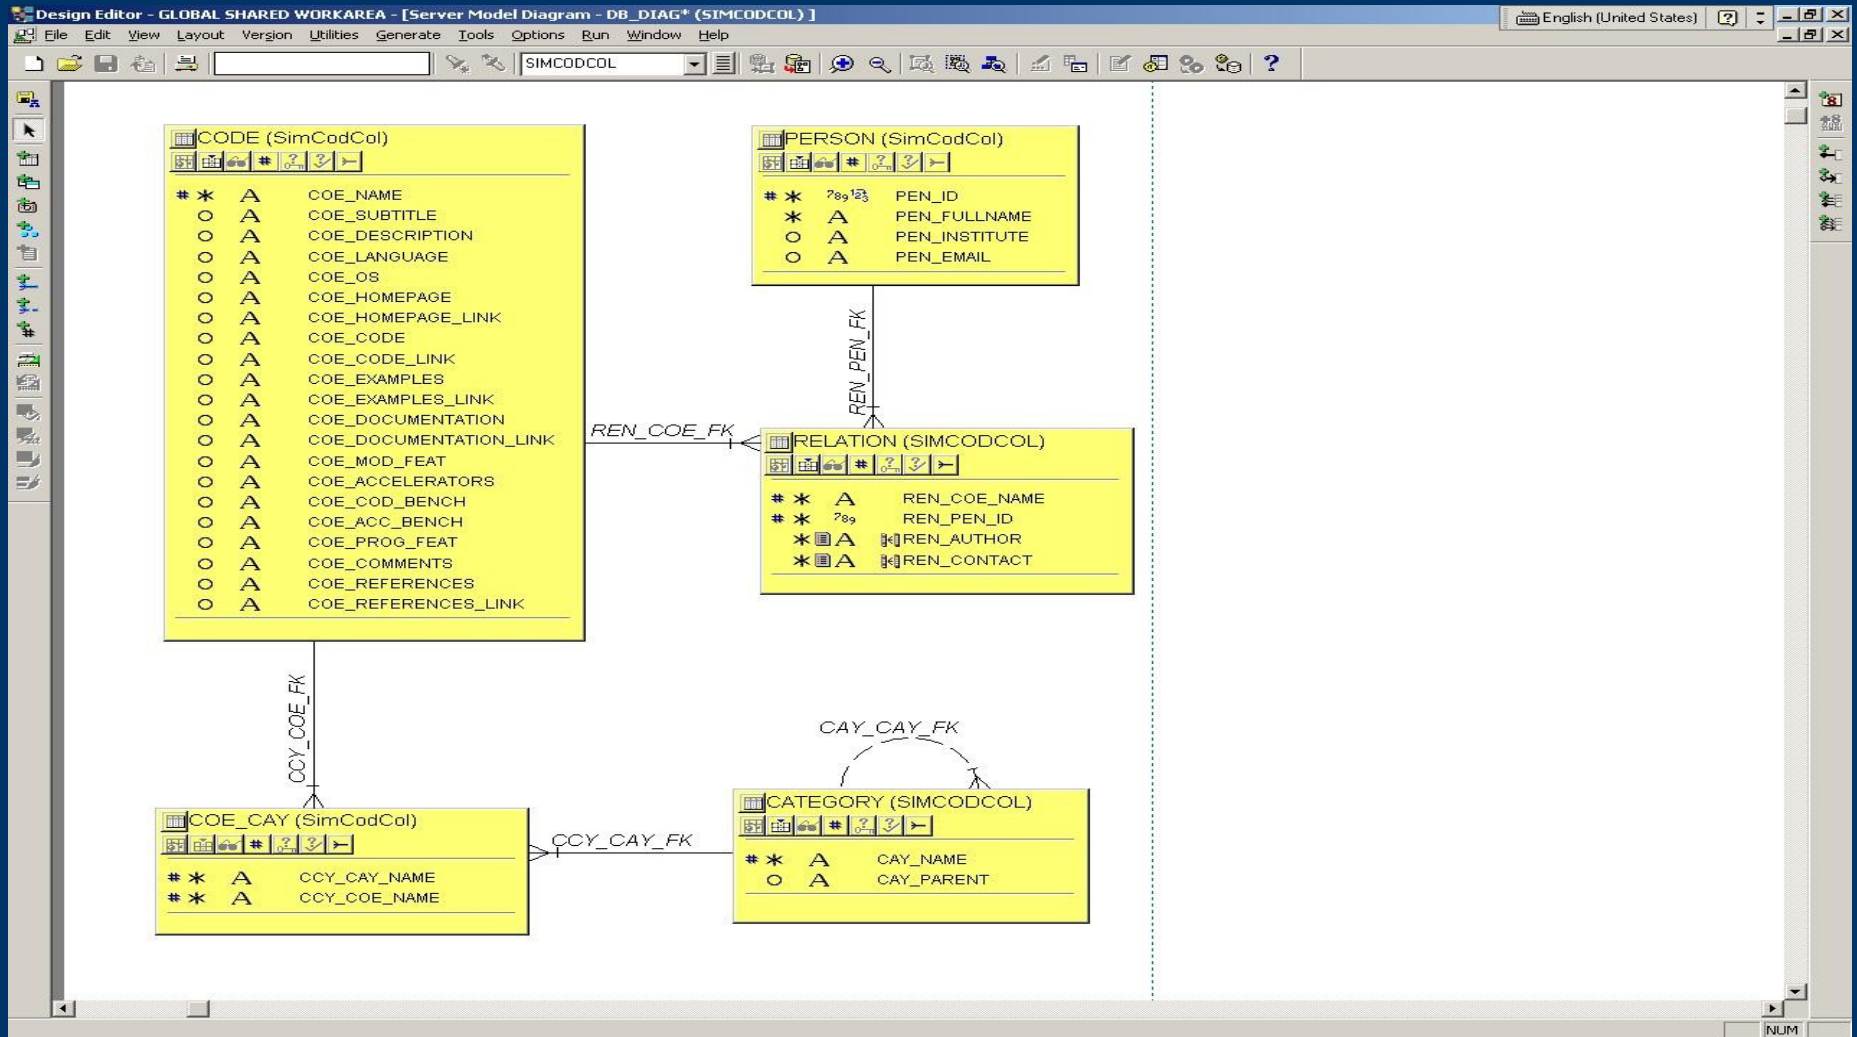 Design Editor - GLOBAL SHARED WORKAREA - [Server Model Diagram - DB_DIAG* (SIMCODCOL) ]
English (United States)
File Edit View Layout Version Utilities Generate Tools Options Run Window Help
SIMCODCOL
CODE (SimCodCol)
# * A COE_NAME
A COE_SUBTITLE
A COE_DESCRIPTION
A COE_LANGUAGE
A COE_OS
A COE_HOMEPAGE
A COE_HOMEPAGE_LINK
A COE_CODE
A COE_CODE_LINK
A COE_EXAMPLES
A COE_EXAMPLES_LINK
A COE_DOCUMENTATION
A COE_DOCUMENTATION_LINK
A COE_MOD_FEAT
A COE_ACCELERATORS
A COE_COD_BENCH
A COE_ACC_BENCH
A COE_PROG_FEAT
A COE_COMMENTS
A COE_REFERENCES
A COE_REFERENCES_LINK
PERSON (SimCodCol)
# * 789 123 PEN_ID
* A PEN_FULLNAME
A PEN_INSTITUTE
A PEN_EMAIL
REN_PEN_FK
REN_COE_FK
RELATION (SIMCODCOL)
# * A REN_COE_NAME
# * 789 REN_PEN_ID
* A REN_AUTHOR
* A REN_CONTACT
CCY_COE_FK
CAY_CAY_FK
COE_CAY (SimCodCol)
# * A CCY_CAY_NAME
# * A CCY_COE_NAME
CCY_CAY_FK
CATEGORY (SIMCODCOL)
# * A CAY_NAME
A CAY_PARENT
NUM